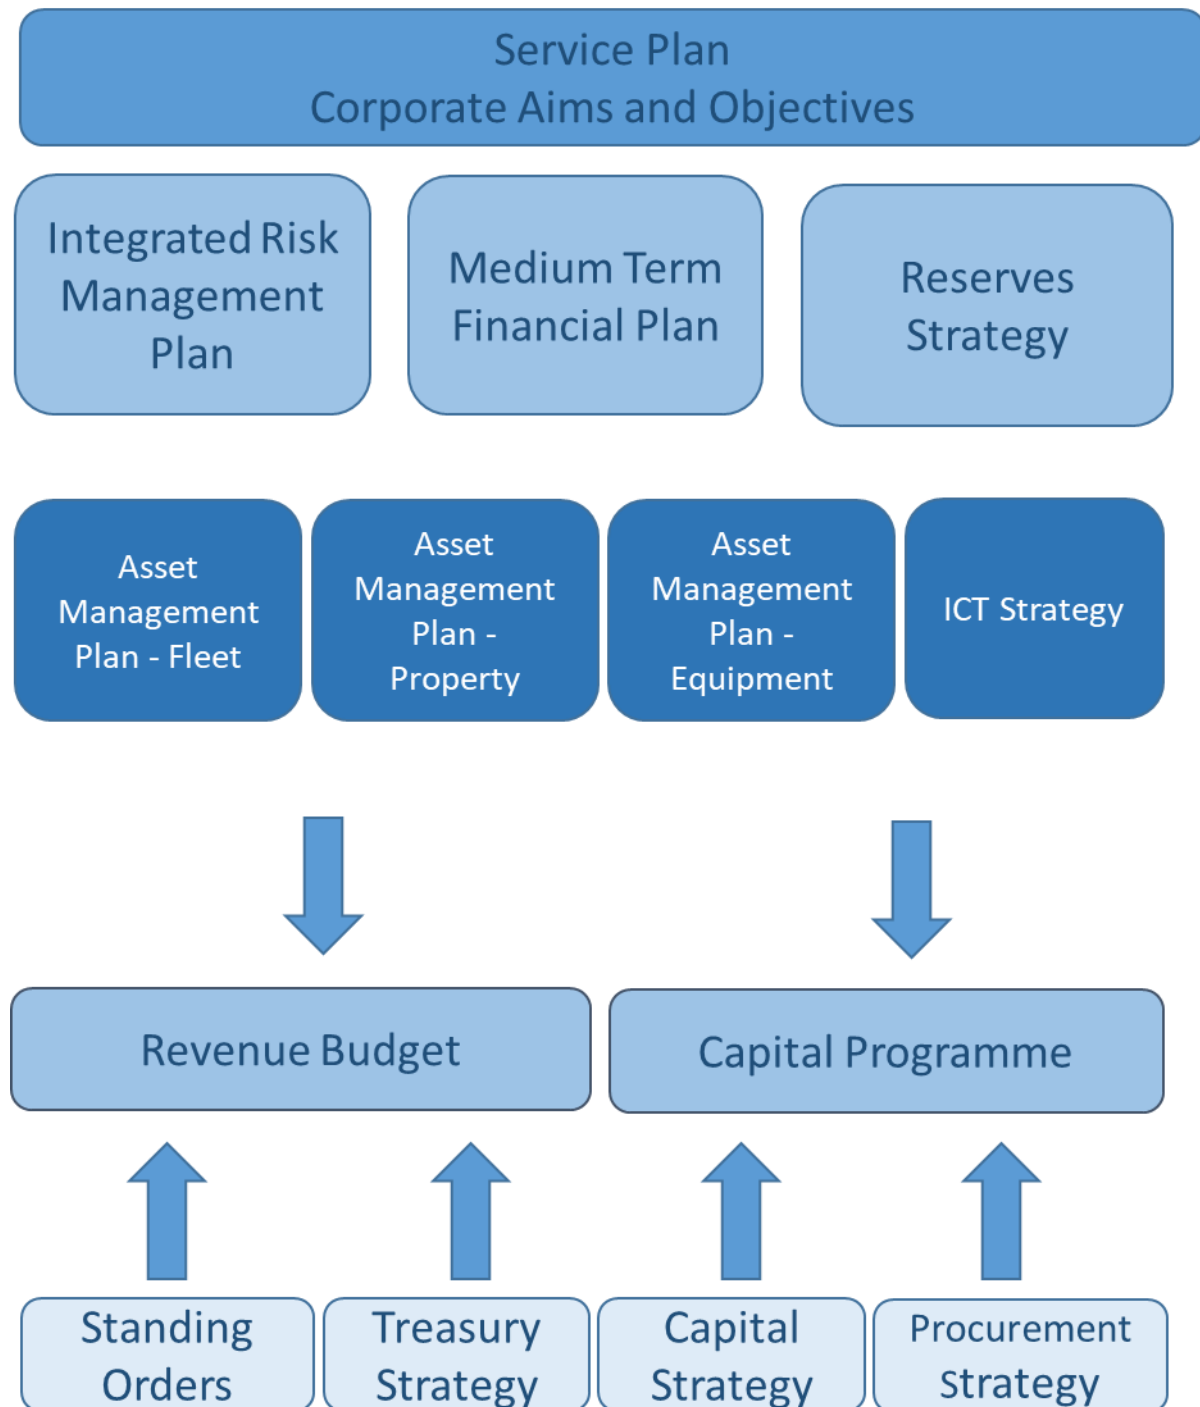 Service Plan
Corporate Aims and Objectives
Integrated Risk
Management
Plan
Medium Term
Financial Plan
Reserves
Strategy
Asset
Management
Plan - Fleet
Asset
Management
Plan -
Property
Asset
Management
Plan -
Equipment
ICT Strategy
Revenue Budget
Capital Programme
Standing
Orders
Treasury
Strategy
Capital
Strategy
Procurement
Strategy